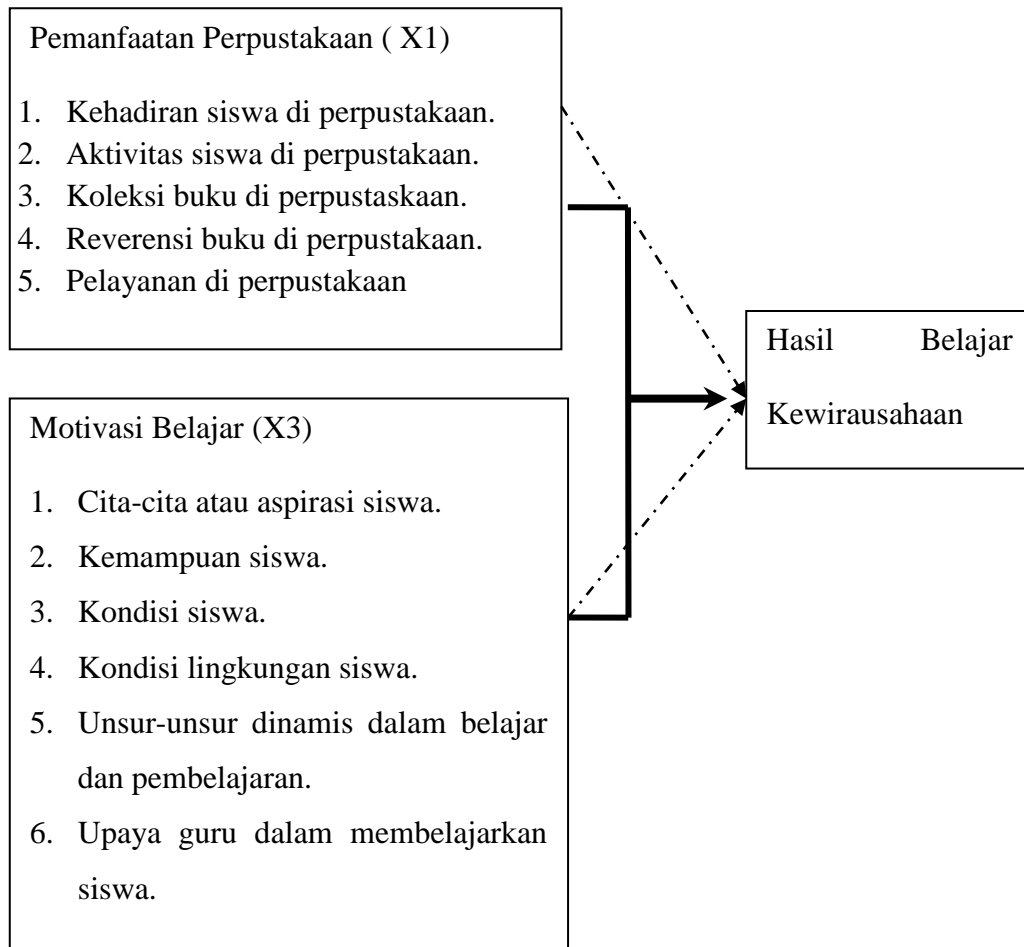 Pemanfaatan Perpustakaan ( X1)
1. Kehadiran siswa di perpustakaan.
2. Aktivitas siswa di perpustakaan.
3. Koleksi buku di perpustaskaan.
4. Reverensi buku di perpustakaan.
5. Pelayanan di perpustakaan
Hasil Belajar
Kewirausahaan
Motivasi Belajar (X3)
1. Cita-cita atau aspirasi siswa.
2. Kemampuan siswa.
3. Kondisi siswa.
4. Kondisi lingkungan siswa.
5. Unsur-unsur dinamis dalam belajar
dan pembelajaran.
6. Upaya guru dalam membelajarkan
siswa.